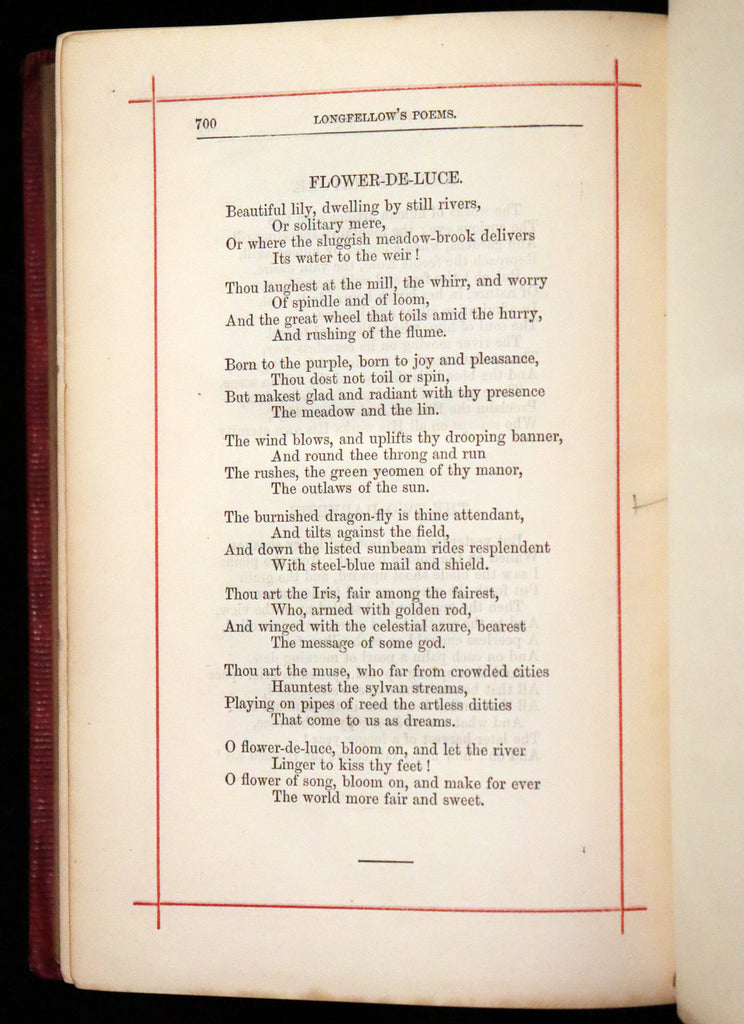 700
LONGFELLOW'S POEMS.
FLOWER-DE-LUCE.
Beautiful lily, dwelling by still rivers,
Or solitary mere,
Or where the sluggish meadow-brook delivers
Its water to the weir!
Thou laughest at the mill, the whirr, and worry
Of spindle and of loom,
And the great wheel that toils amid the hurry,
And rushing of the flume.
Born to the purple, born to joy and pleasance,
Thou dost not toil or spin,
But makest glad and radiant with thy presence
The meadow and the lin.
The wind blows, and uplifts thy drooping banner,
And round thee throng and run
The rushes, the green yeomen of thy manor,
The outlaws of the sun.
The burnished dragon-fly is thine attendant,
And tilts against the field,
And down the listed sunbeam rides resplendent
With steel-blue mail and shield.
Thou art the Iris, fair among the fairest,
Who, armed with golden rod,
And winged with the celestial azure, bearest
The message of some god.
Thou art the muse, who far from crowded cities
Hauntest the sylvan streams,
Playing on pipes of reed the artless ditties
That come to us as dreams.
O flower-de-luce, bloom on, and let the river
Linger to kiss thy feet!
O flower of song, bloom on, and make for ever
The world more fair and sweet.